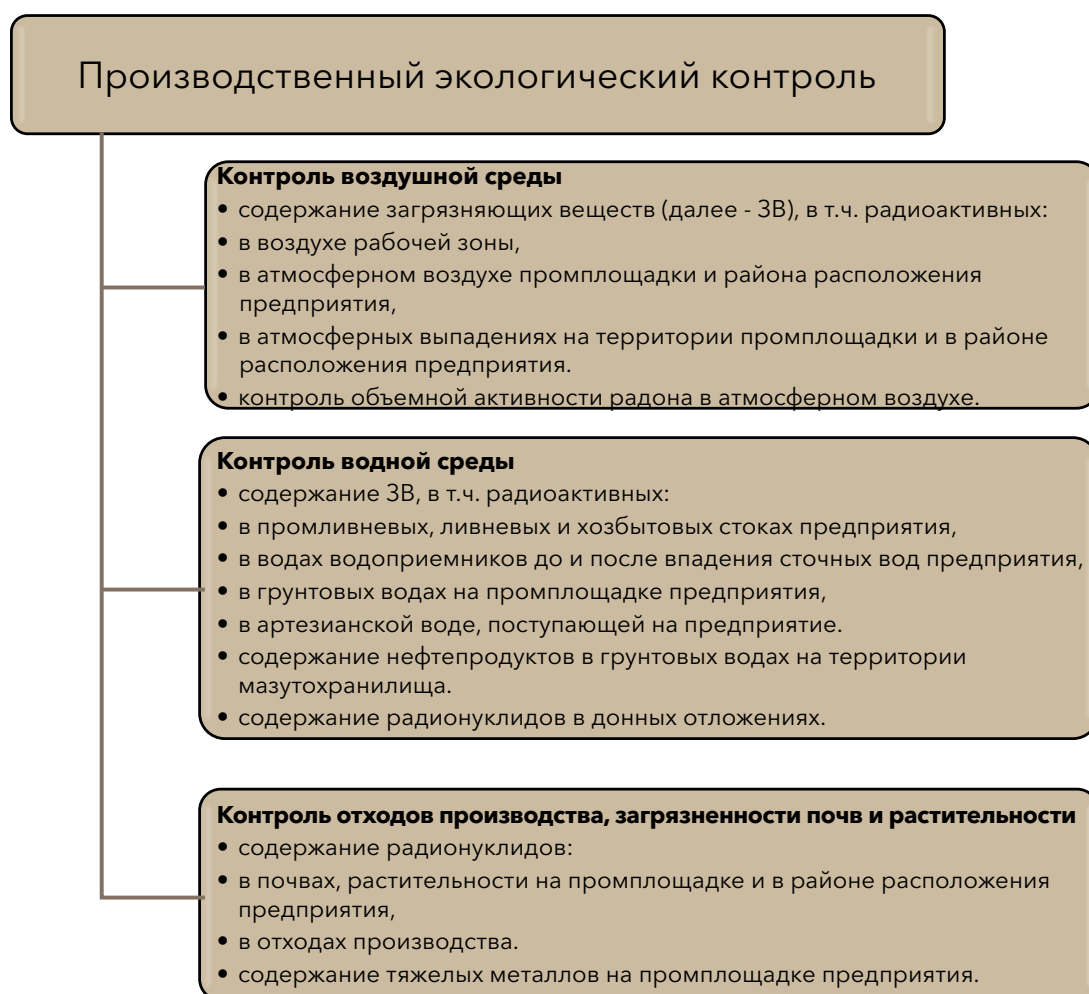 Производственный экологический контроль
Контроль воздушной среды
• содержание загрязняющих веществ (далее - ЗВ), в т.ч. радиоактивных:
• в воздухе рабочей зоны,
• в атмосферном воздухе промплощадки и района расположения
предприятия,
• в атмосферных выпадениях на территории промплощадки и в районе
расположения предприятия.
• контроль объемной активности радона в атмосферном воздухе.
Контроль водной среды
• содержание ЗВ, в т.ч. радиоактивных:
• в промливневых, ливневых и хозбытовых стоках предприятия,
• в водах водоприемников до и после впадения сточных вод предприятия,
• в грунтовых водах на промплощадке предприятия,
• в артезианской воде, поступающей на предприятие.
• содержание нефтепродуктов в грунтовых водах на территории
мазутохранилища.
• содержание радионуклидов в донных отложениях.
Контроль отходов производства, загрязненности почв и растительности
• содержание радионуклидов:
• в почвах, растительности на промплощадке и в районе расположения
предприятия,
• в отходах производства.
• содержание тяжелых металлов на промплощадке предприятия.